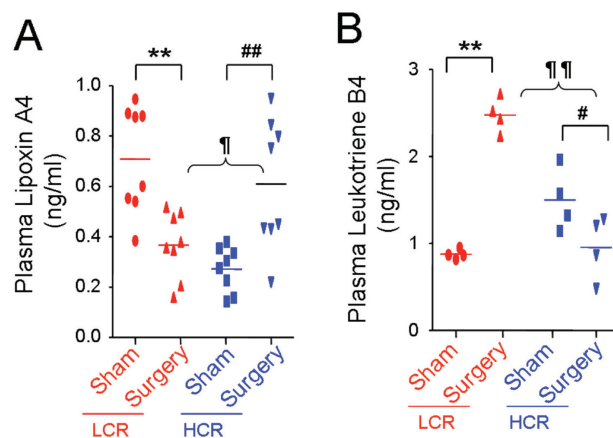 A
Plasma Lipoxin A4
(ng/ml)
1.0
0.8
0.6
0.4
0.2
0.0
**
##
¶
Sham
Surgery
Sham
Surgery
LCR
HCR
B
Plasma Leukotriene B4
(ng/ml)
3
2
1
0
**
¶¶
#
Sham
Surgery
Sham
Surgery
LCR
HCR